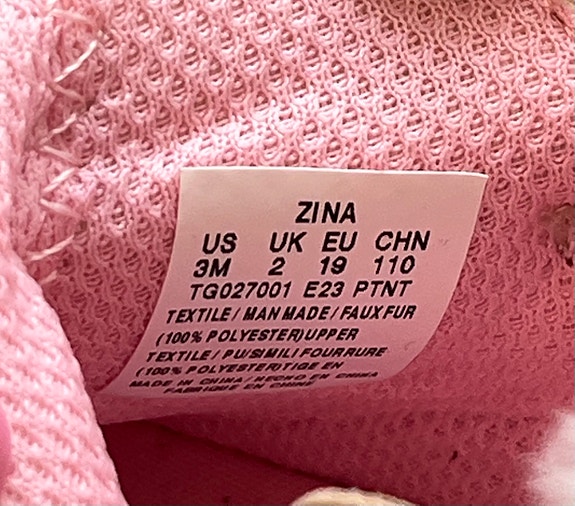 ZINA
US UK EU CHN
3M 2 19 110
TG027001 E23 PTNT
TEXTILE / MAN MADE / FAUX FUR
(100% POLYESTER) UPPER
TEXTILE / PU/SIMILI FOURRURE
(100% POLYESTER) TIGE EN
MADE IN CHINA / HECHO EN CHINA
FABRIQUE EN CHINE